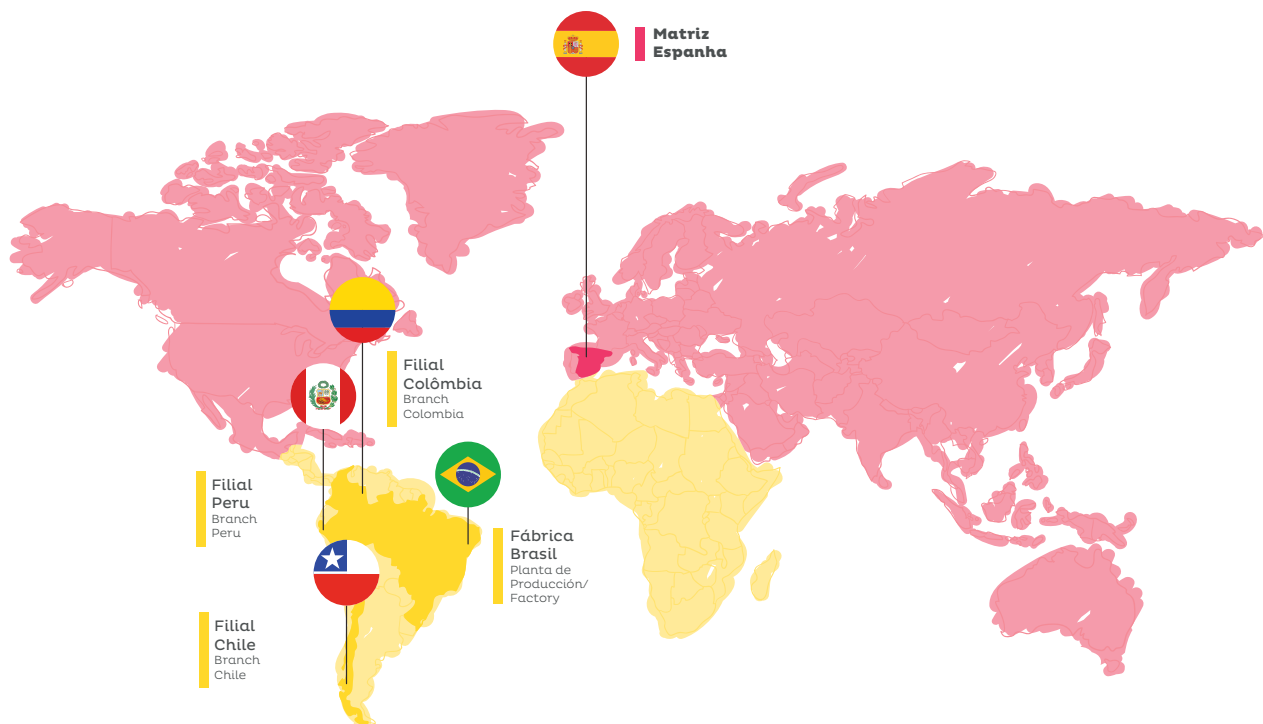 Matriz
Espanha
Filial
Colômbia
Branch
Colombia
Filial
Peru
Branch
Peru
Fábrica
Brasil
Planta de
Producción/
Factory
Filial
Chile
Branch
Chile